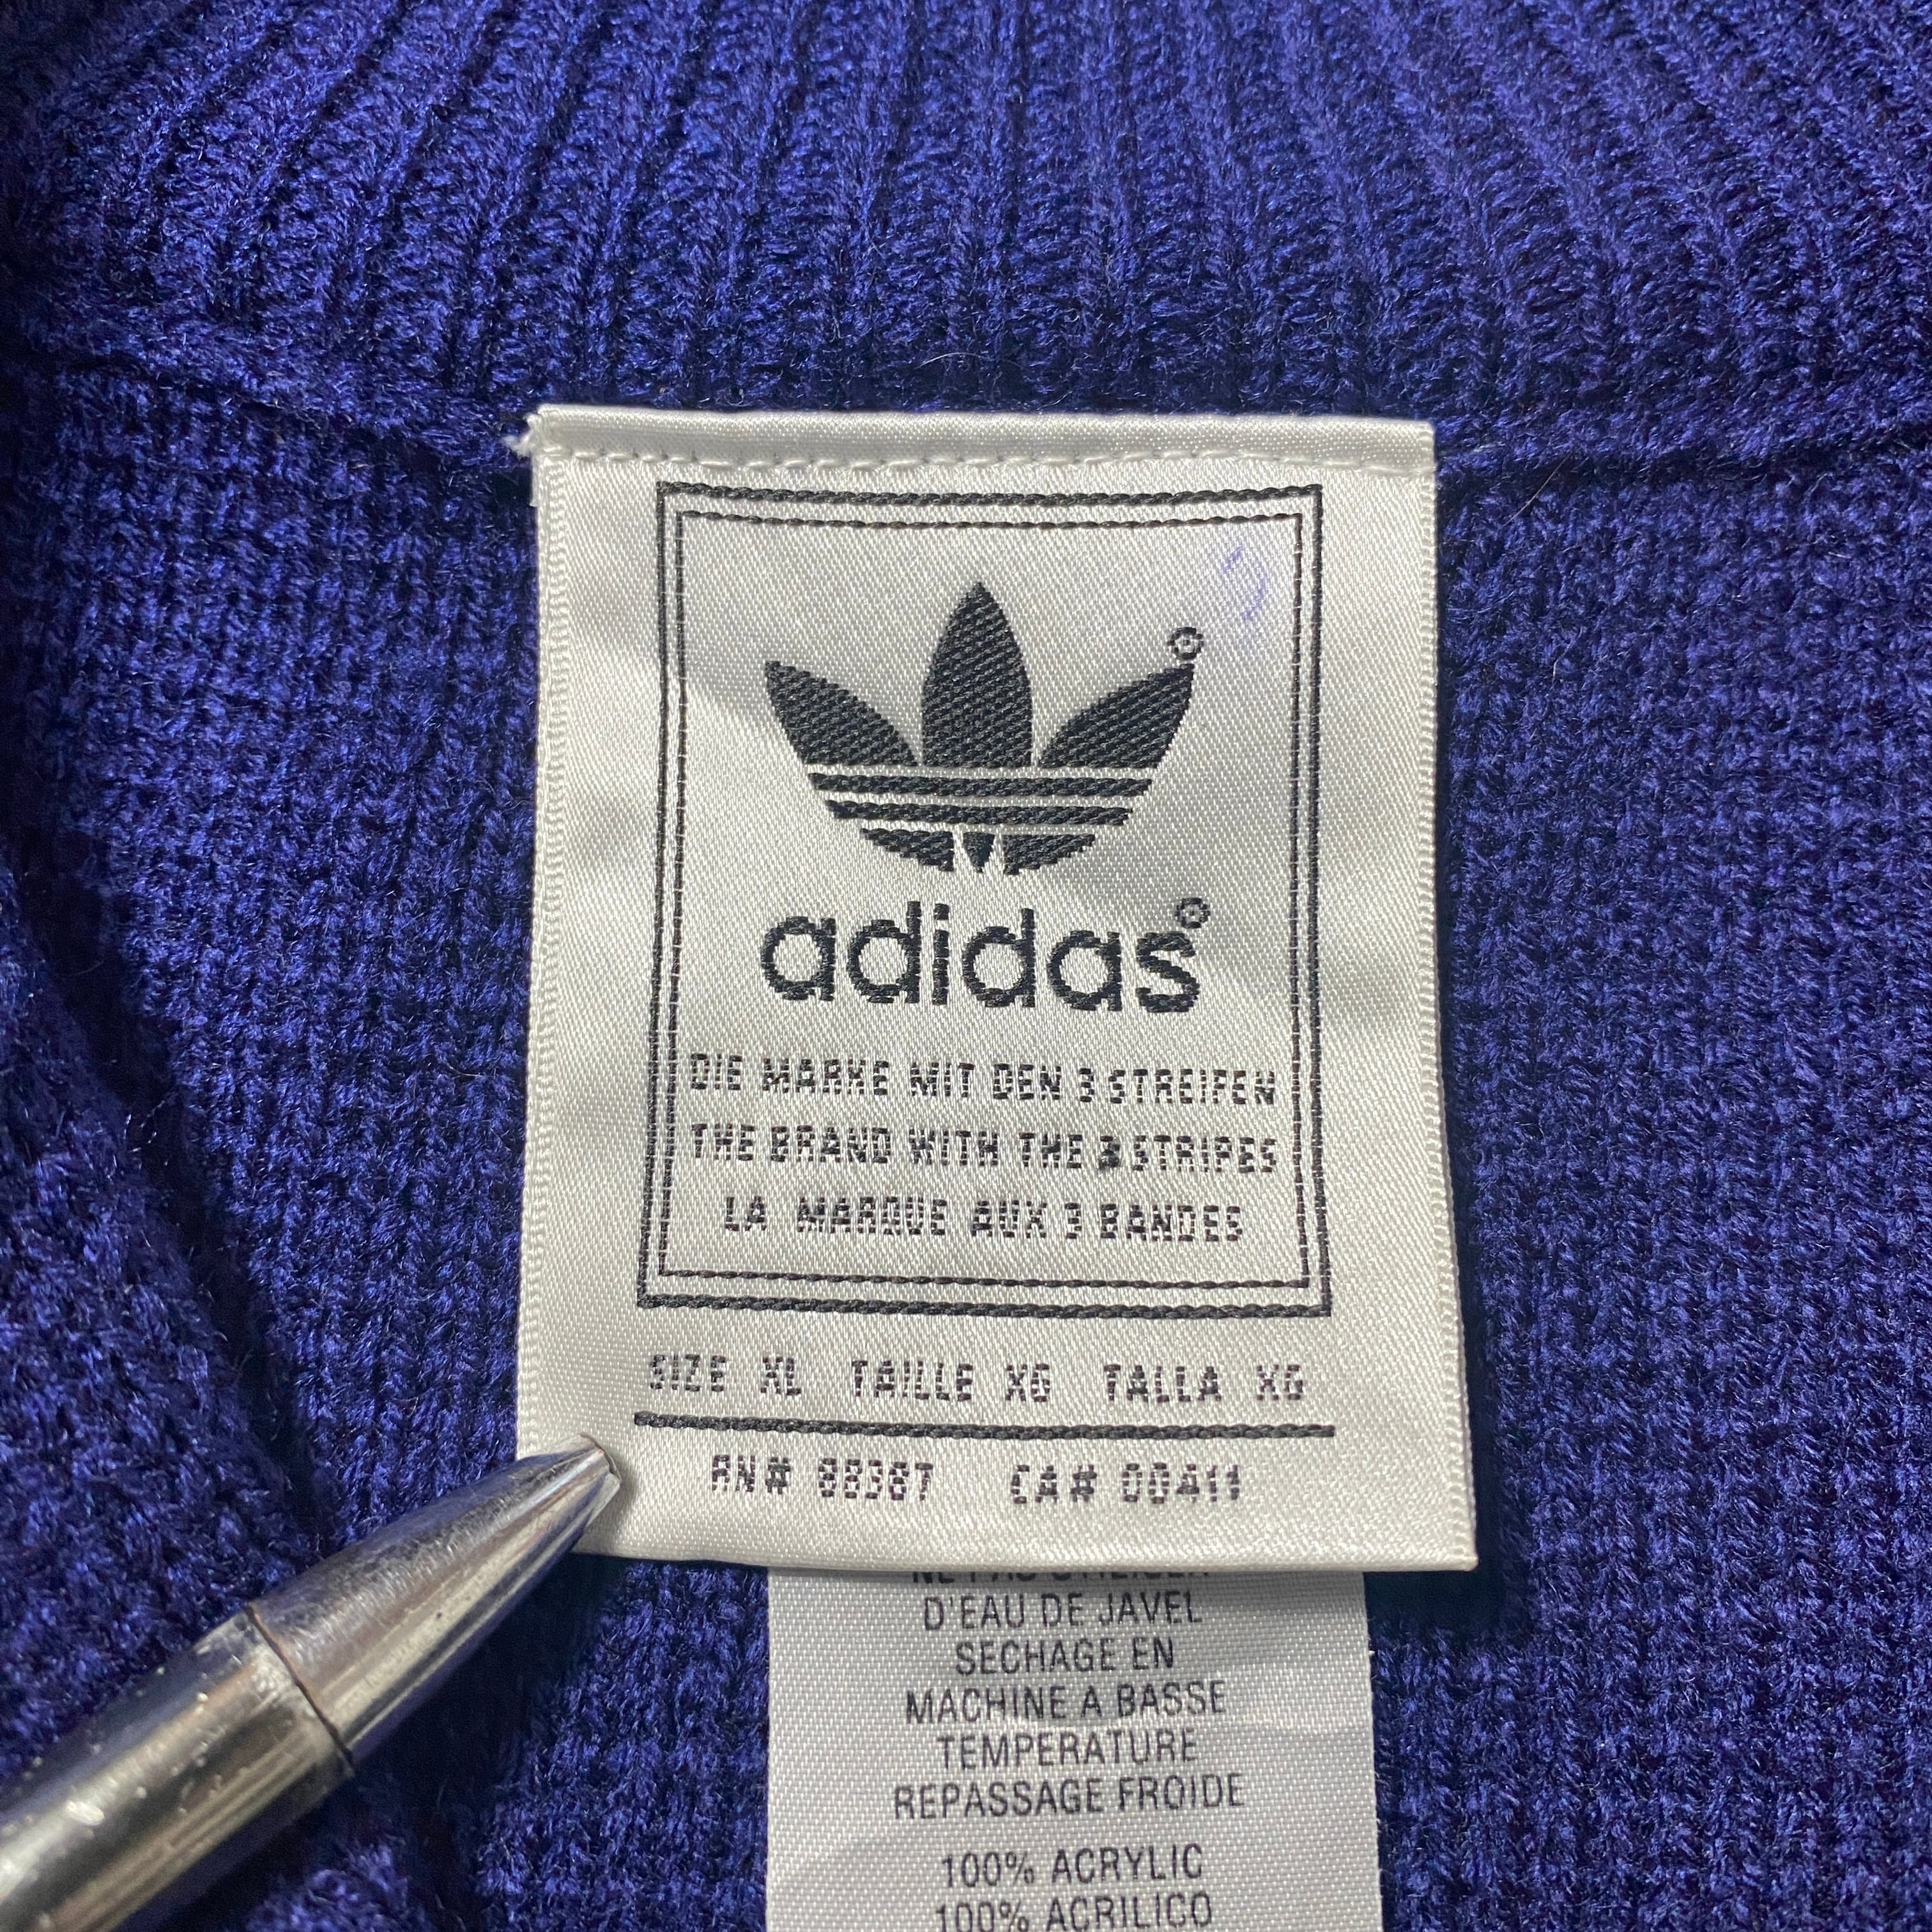 adidas
DIE MARKE MIT DEN 3 STREIFEN
THE BRAND WITH THE 3 STRIPES
LA MARQUE AUX 3 BANDES
SIZE XL TAILLE XG TALLA XG
RN# 88387 CA# 00411
D'EAU DE JAVEL
SECHAGE EN
MACHINE A BASSE
TEMPERATURE
REPASSAGE FROIDE
100% ACRYLIC
100% ACRILICO